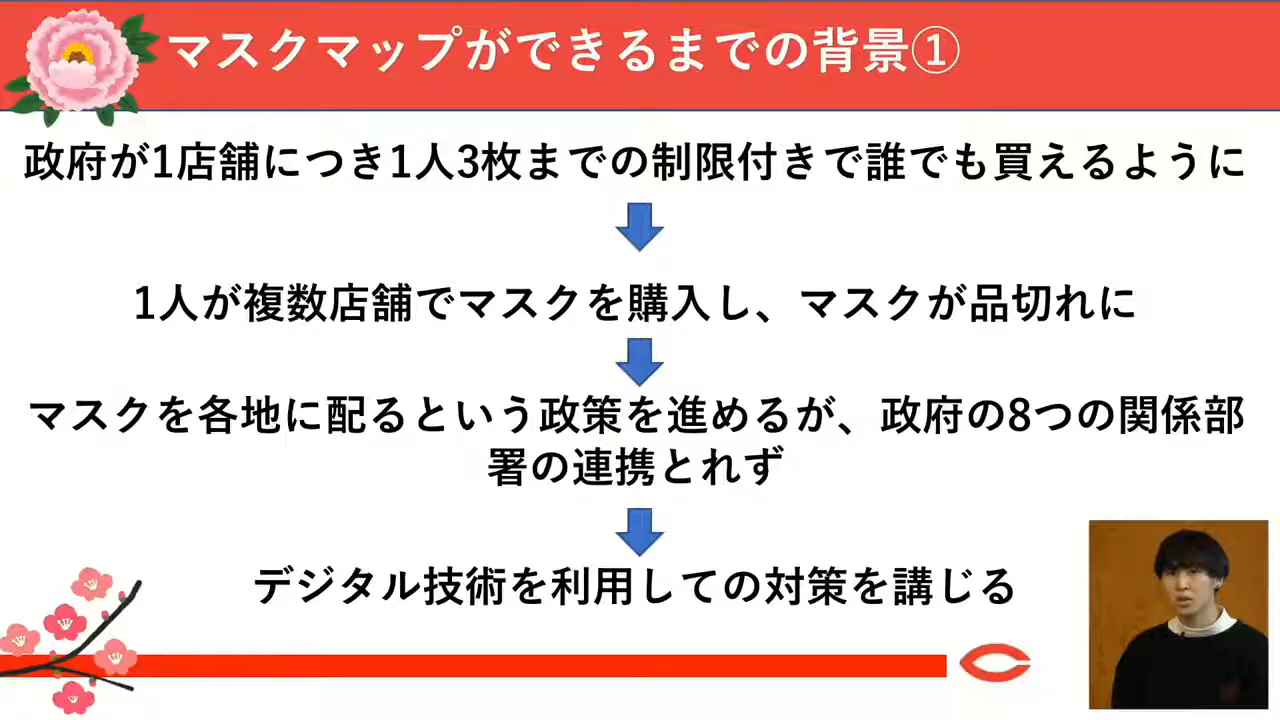 マスクマップができるまでの背景①
政府が1店舗につき1人3枚までの制限付きで誰でも買えるように
1人が複数店舗でマスクを購入し、マスクが品切れに
マスクを各地に配るという政策を進めるが、政府の8つの関係部
署の連携とれず
デジタル技術を利用しての対策を講じる